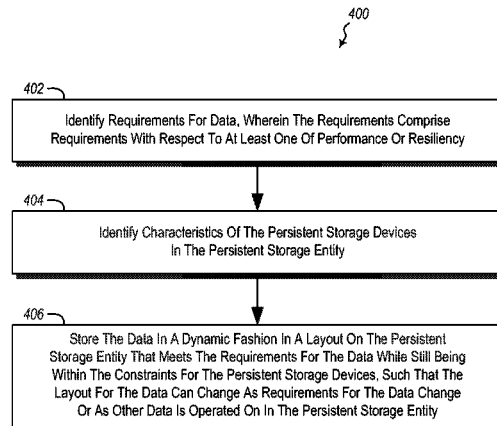 400
402
Identify Requirements For Data, Wherein The Requirements Comprise
Requirements With Respect To At Least One Of Performance Or Resiliency
404
Identify Characteristics Of The Persistent Storage Devices
In The Persistent Storage Entity
406
Store The Data In A Dynamic Fashion In A Layout On The Persistent
Storage Entity That Meets The Requirements For The Data While Still Being
Within The Constraints For The Persistent Storage Devices, Such That The
Layout For The Data Can Change As Requirements For The Data Change
Or As Other Data Is Operated On In The Persistent Storage Entity